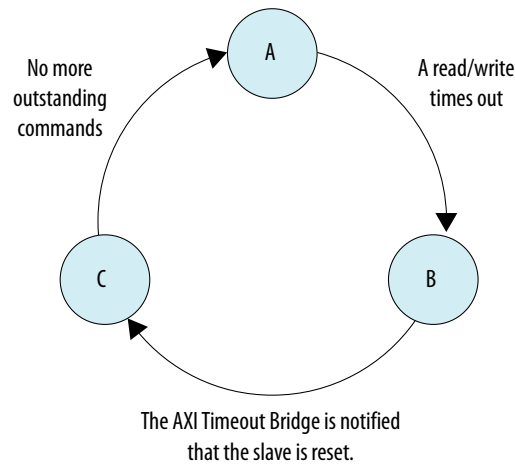 A
No more
outstanding
commands
A read/write
times out
C
B
The AXI Timeout Bridge is notified
that the slave is reset.